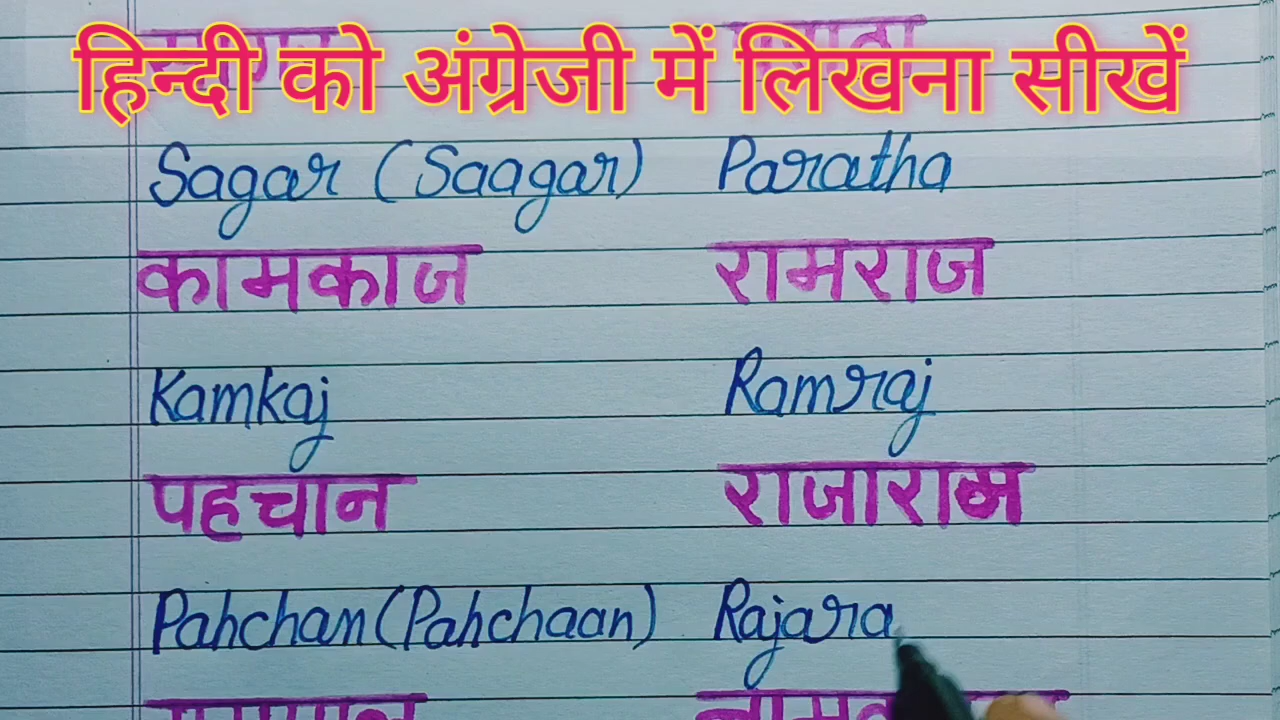 हिन्दी को अंग्रेजी में लिखना सीखें
Sagar (Saagar) Paratha
कामकाज रामराज
Kamkaj Ramraj
पहचान राजाराम
Pahchan (Pahchaan) Rajara